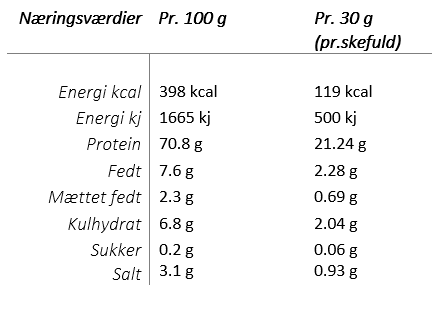 Næringsværdier Pr. 100 g Pr. 30 g
(pr.skefuld)
Energi kcal 398 kcal 119 kcal
Energi kj 1665 kj 500 kj
Protein 70.8 g 21.24 g
Fedt 7.6 g 2.28 g
Mættet fedt 2.3 g 0.69 g
Kulhydrat 6.8 g 2.04 g
Sukker 0.2 g 0.06 g
Salt 3.1 g 0.93 g